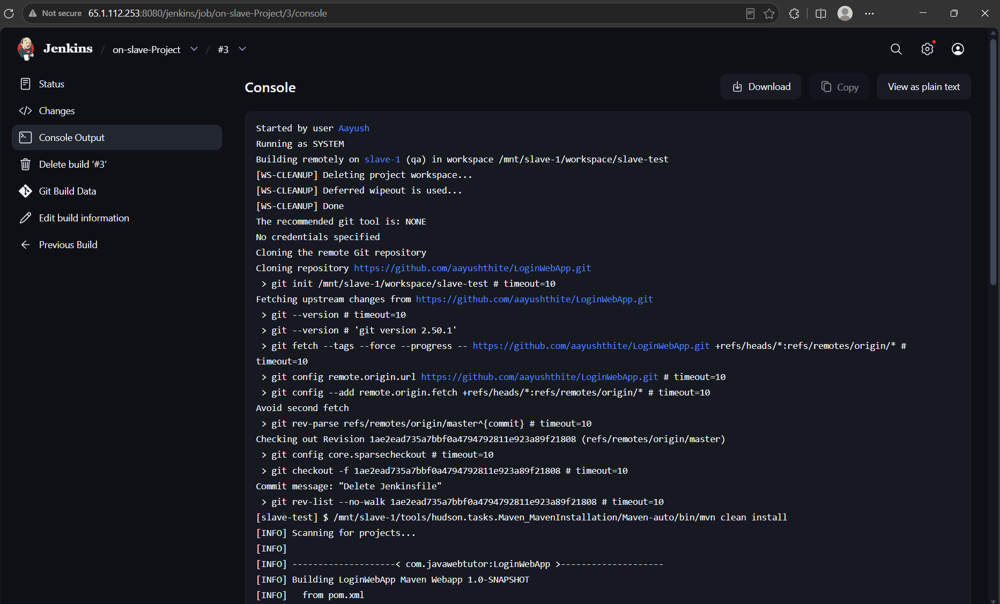 Not secure 65.1.112.253:8080/jenkins/job/on-slave-Project/3/console
Jenkins / on-slave-Project / #3
Status
Changes
Console Output
Delete build ‘#3’
Git Build Data
Edit build information
Previous Build
Console
Download
Copy
View as plain text
Started by user Aayush
Running as SYSTEM
Building remotely on slave-1 (qa) in workspace /mnt/slave-1/workspace/slave-test
[WS-CLEANUP] Deleting project workspace...
[WS-CLEANUP] Deferred wipeout is used...
[WS-CLEANUP] Done
The recommended git tool is: NONE
No credentials specified
Cloning the remote Git repository
Cloning repository https://github.com/aayushthite/LoginWebApp.git
> git init /mnt/slave-1/workspace/slave-test # timeout=10
Fetching upstream changes from https://github.com/aayushthite/LoginWebApp.git
> git --version # timeout=10
> git --version # 'git version 2.50.1'
> git fetch --tags --force --progress -- https://github.com/aayushthite/LoginWebApp.git +refs/heads/*:refs/remotes/origin/* #
timeout=10
> git config remote.origin.url https://github.com/aayushthite/LoginWebApp.git # timeout=10
> git config --add remote.origin.fetch +refs/heads/*:refs/remotes/origin/* # timeout=10
Avoid second fetch
> git rev-parse refs/remotes/origin/master^{commit} # timeout=10
Checking out Revision 1ae2ead735a7bbf0a4794792811e923a89f21808 (refs/remotes/origin/master)
> git config core.sparsecheckout # timeout=10
> git checkout -f 1ae2ead735a7bbf0a4794792811e923a89f21808 # timeout=10
Commit message: "Delete Jenkinsfile"
> git rev-list --no-walk 1ae2ead735a7bbf0a4794792811e923a89f21808 # timeout=10
[slave-test] $ /mnt/slave-1/tools/hudson.tasks.Maven_MavenInstallation/Maven-auto/bin/mvn clean install
[INFO] Scanning for projects...
[INFO]
[INFO] --------------------< com.javawebtutor:LoginWebApp >--------------------
[INFO] Building LoginWebApp Maven Webapp 1.0-SNAPSHOT
[INFO]   from pom.xml